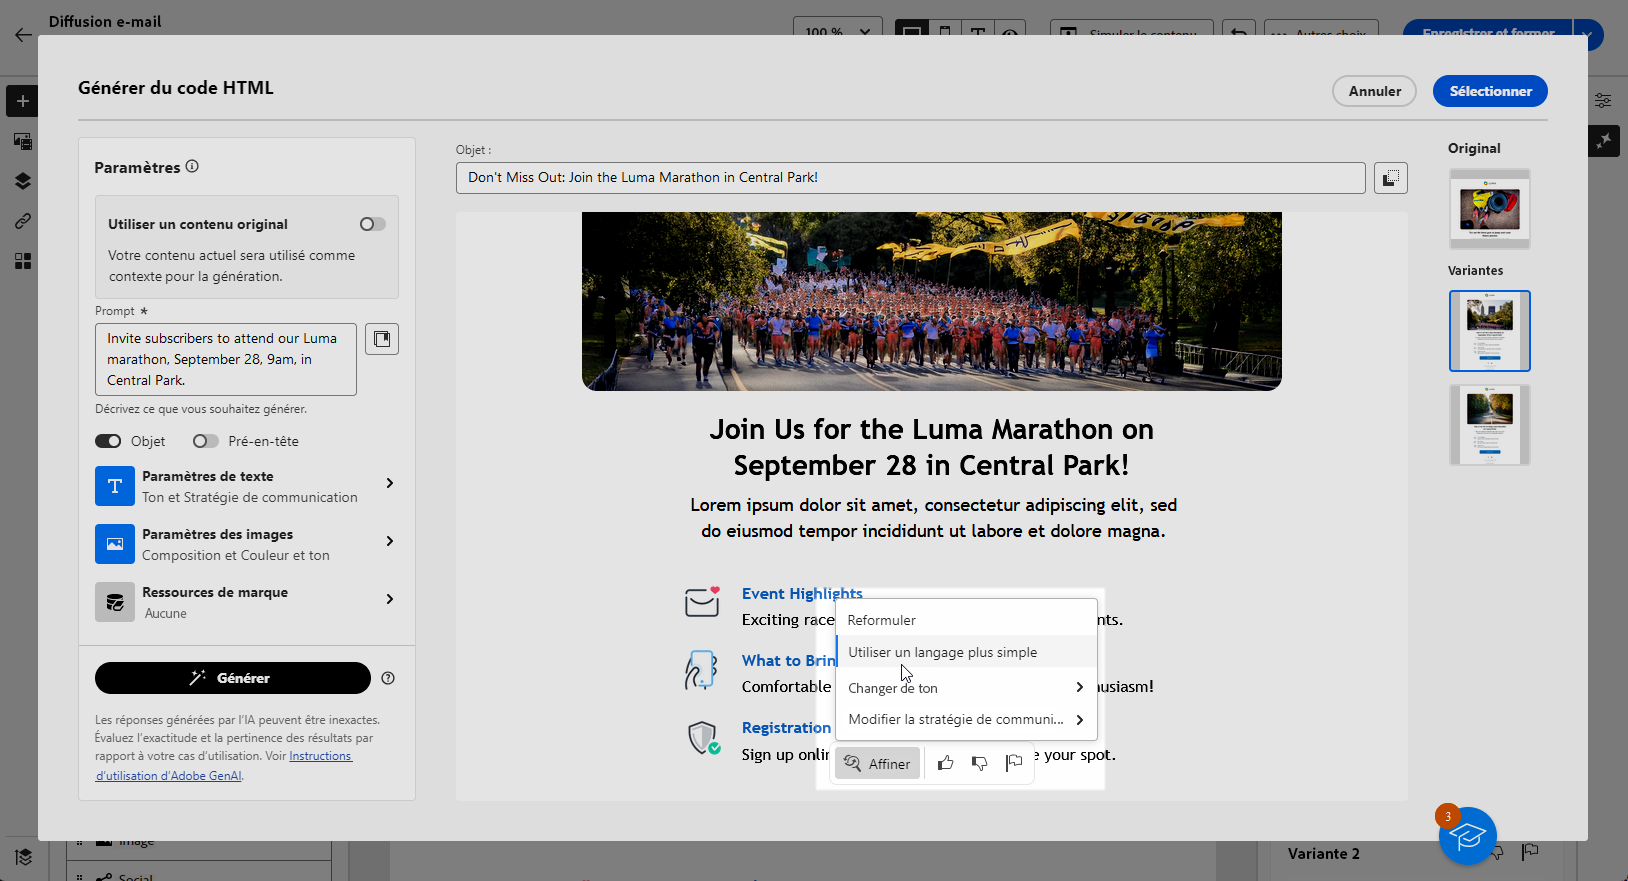 Diffusion e-mail
100 %
Simuler le contenu
Autres choix
Enregistrer et fermer
Générer du code HTML
Annuler
Sélectionner
Paramètres
Utiliser un contenu original
Votre contenu actuel sera utilisé comme
contexte pour la génération.
Prompt *
Invite subscribers to attend our Luma
marathon, September 28, 9am, in
Central Park.
Décrivez ce que vous souhaitez générer.
Objet
Pré-en-tête
Paramètres de texte
Ton et Stratégie de communication
Paramètres des images
Composition et Couleur et ton
Ressources de marque
Aucune
Générer
Les réponses générées par l’IA peuvent être inexactes.
Évaluez l’exactitude et la pertinence des résultats par
rapport à votre cas d’utilisation. Voir Instructions
d’utilisation d’Adobe GenAI.
Objet :
Don't Miss Out: Join the Luma Marathon in Central Park!
Join Us for the Luma Marathon on
September 28 in Central Park!
Lorem ipsum dolor sit amet, consectetur adipiscing elit, sed
do eiusmod tempor incididunt ut labore et dolore magna.
Event Highlights
Exciting race nts.
What to Brin
Comfortable usiasm!
Registration
Sign up onlin e your spot.
Reformuler
Utiliser un langage plus simple
Changer de ton
Modifier la stratégie de communi...
Affiner
Original
Variantes
3
Image
Social
Variante 2